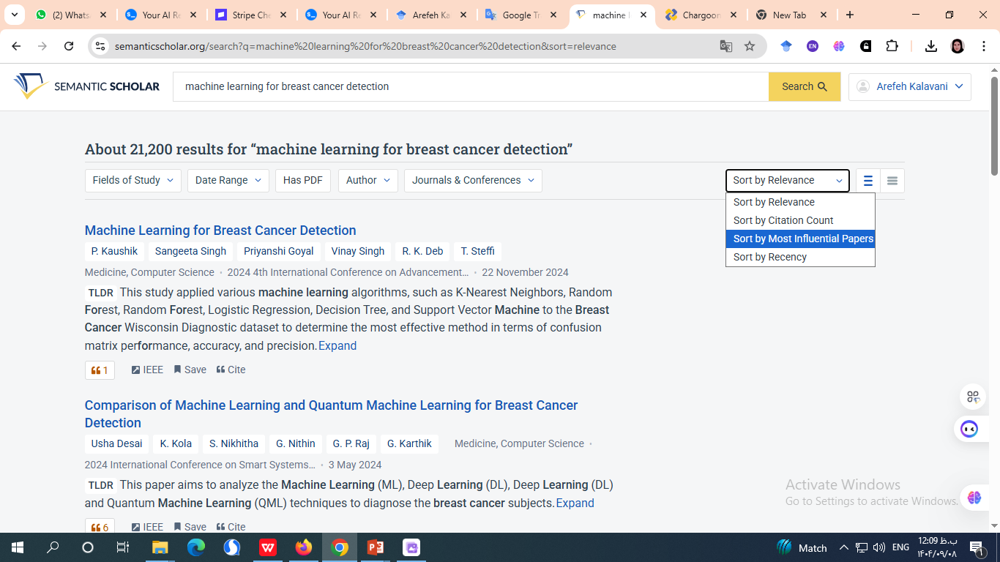 (2) Whats
Your AI Re
Stripe Che
Your AI Re
Arefeh Ka
Google Tr
machine l
Chargoon
New Tab
semanticscholar.org/search?q=machine%20learning%20for%20breast%20cancer%20detection&sort=relevance
EN
SEMANTIC SCHOLAR
machine learning for breast cancer detection
Search
Arefeh Kalavani
About 21,200 results for “machine learning for breast cancer detection”
Fields of Study
Date Range
Has PDF
Author
Journals & Conferences
Sort by Relevance
Sort by Relevance
Sort by Citation Count
Sort by Most Influential Papers
Sort by Recency
Machine Learning for Breast Cancer Detection
P. Kaushik Sangeeta Singh Priyanshi Goyal Vinay Singh R. K. Deb T. Steffi
Medicine, Computer Science • 2024 4th International Conference on Advancement… • 22 November 2024
TLDR This study applied various machine learning algorithms, such as K-Nearest Neighbors, Random
Forest, Random Forest, Logistic Regression, Decision Tree, and Support Vector Machine to the Breast
Cancer Wisconsin Diagnostic dataset to determine the most effective method in terms of confusion
matrix performance, accuracy, and precision. Expand
1 IEEE Save Cite
Comparison of Machine Learning and Quantum Machine Learning for Breast Cancer
Detection
Usha Desai K. Kola S. Nikhitha G. Nithin G. P. Raj G. Karthik Medicine, Computer Science •
2024 International Conference on Smart Systems… • 3 May 2024
TLDR This paper aims to analyze the Machine Learning (ML), Deep Learning (DL), Deep Learning (DL)
and Quantum Machine Learning (QML) techniques to diagnose the breast cancer subjects. Expand
6 IEEE Save Cite
Activate Windows
Go to Settings to activate Windows.
Match
ENG
12:09 ب.ظ
۱۴۰۴/۰۹/۰۸
1